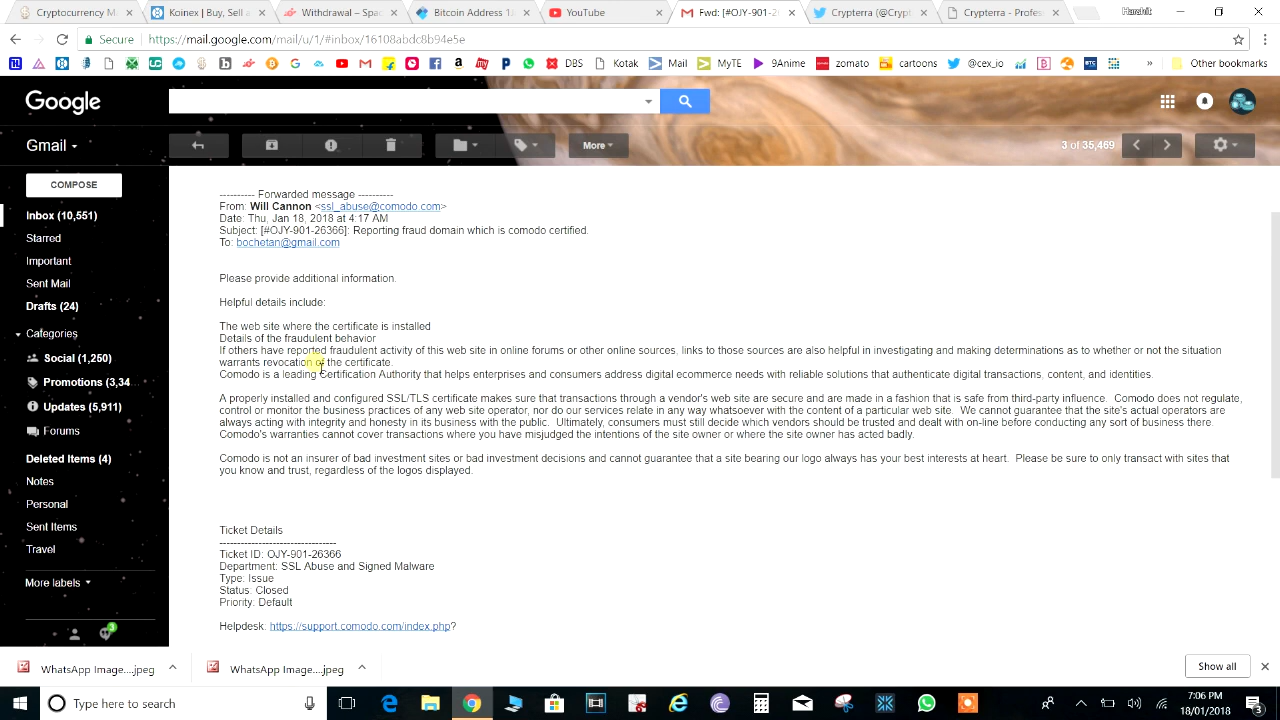 Cryptocurrency M
Koinex | Buy, Sell a
Withdrawal – Spac
Bitcoin Address 1
YouTube
Fwd: [#OJY-901-2
Crypterra (@Crypt
Crypterra - Profes
Secure
https://mail.google.com/mail/u/1/#inbox/16108abdc8b94e5e
DBS
Kotak
Mail
MyTE
9Anime
zomato
cartoons
@cex_io
»
Other bookmarks
Google
Gmail
More
3 of 35,469
COMPOSE
Inbox (10,551)
Starred
Important
Sent Mail
Drafts (24)
Categories
Social (1,250)
Promotions (3,34
Updates (5,911)
Forums
Deleted Items (4)
Notes
Personal
Sent Items
Travel
More labels
---------- Forwarded message ----------
From: Will Cannon <ssl_abuse@comodo.com>
Date: Thu, Jan 18, 2018 at 4:17 AM
Subject: [#OJY-901-26366]: Reporting fraud domain which is comodo certified.
To: bochetan@gmail.com
Please provide additional information.
Helpful details include:
The web site where the certificate is installed
Details of the fraudulent behavior
If others have reported fraudulent activity of this web site in online forums or other online sources, links to those sources are also helpful in investigating and making determinations as to whether or not the situation
warrants revocation of the certificate.
Comodo is a leading Certification Authority that helps enterprises and consumers address digital ecommerce needs with reliable solutions that authenticate digital transactions, content, and identities.
A properly installed and configured SSL/TLS certificate makes sure that transactions through a vendor's web site are secure and are made in a fashion that is safe from third-party influence.  Comodo does not regulate,
control or monitor the business practices of any web site operator, nor do our services relate in any way whatsoever with the content of a particular web site.  We cannot guarantee that the site's actual operators are
always acting with integrity and honesty in its business with the public.  Ultimately, consumers must still decide which vendors should be trusted and dealt with on-line before conducting any sort of business there.
Comodo's warranties cannot cover transactions where you have misjudged the intentions of the site owner or where the site owner has acted badly.
Comodo is not an insurer of bad investment sites or bad investment decisions and cannot guarantee that a site bearing our logo always has your best interests at heart.  Please be sure to only transact with sites that
you know and trust, regardless of the logos displayed.
Ticket Details
--------------------------------
Ticket ID: OJY-901-26366
Department: SSL Abuse and Signed Malware
Type: Issue
Status: Closed
Priority: Default
Helpdesk: https://support.comodo.com/index.php?
WhatsApp Image....jpeg
WhatsApp Image....jpeg
Show all
Type here to search
7:06 PM
18/01/2018